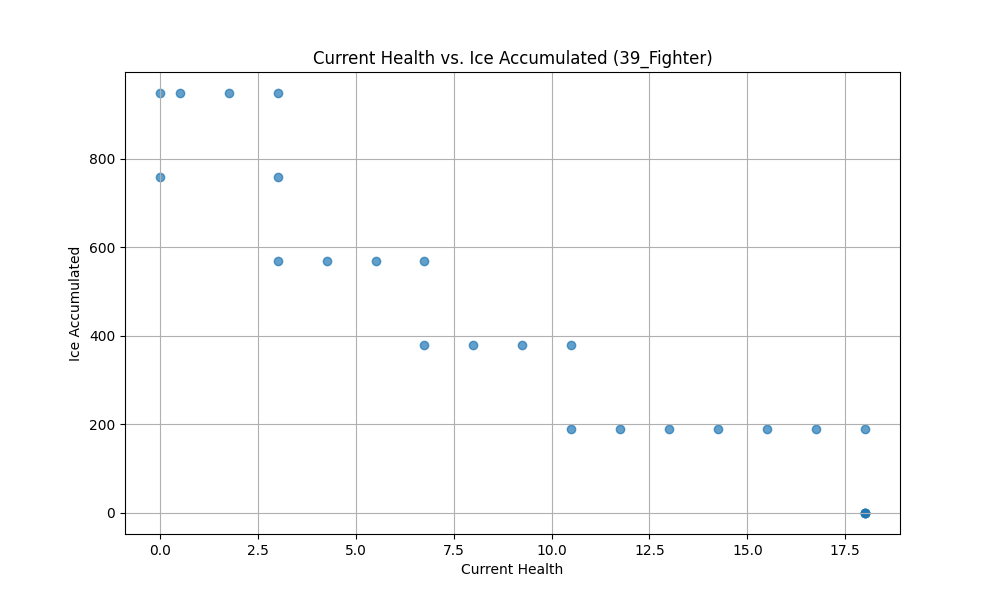 Current Health vs. Ice Accumulated (39_Fighter)
Ice Accumulated
800
600
400
200
0
0.0 2.5 5.0 7.5 10.0 12.5 15.0 17.5
Current Health